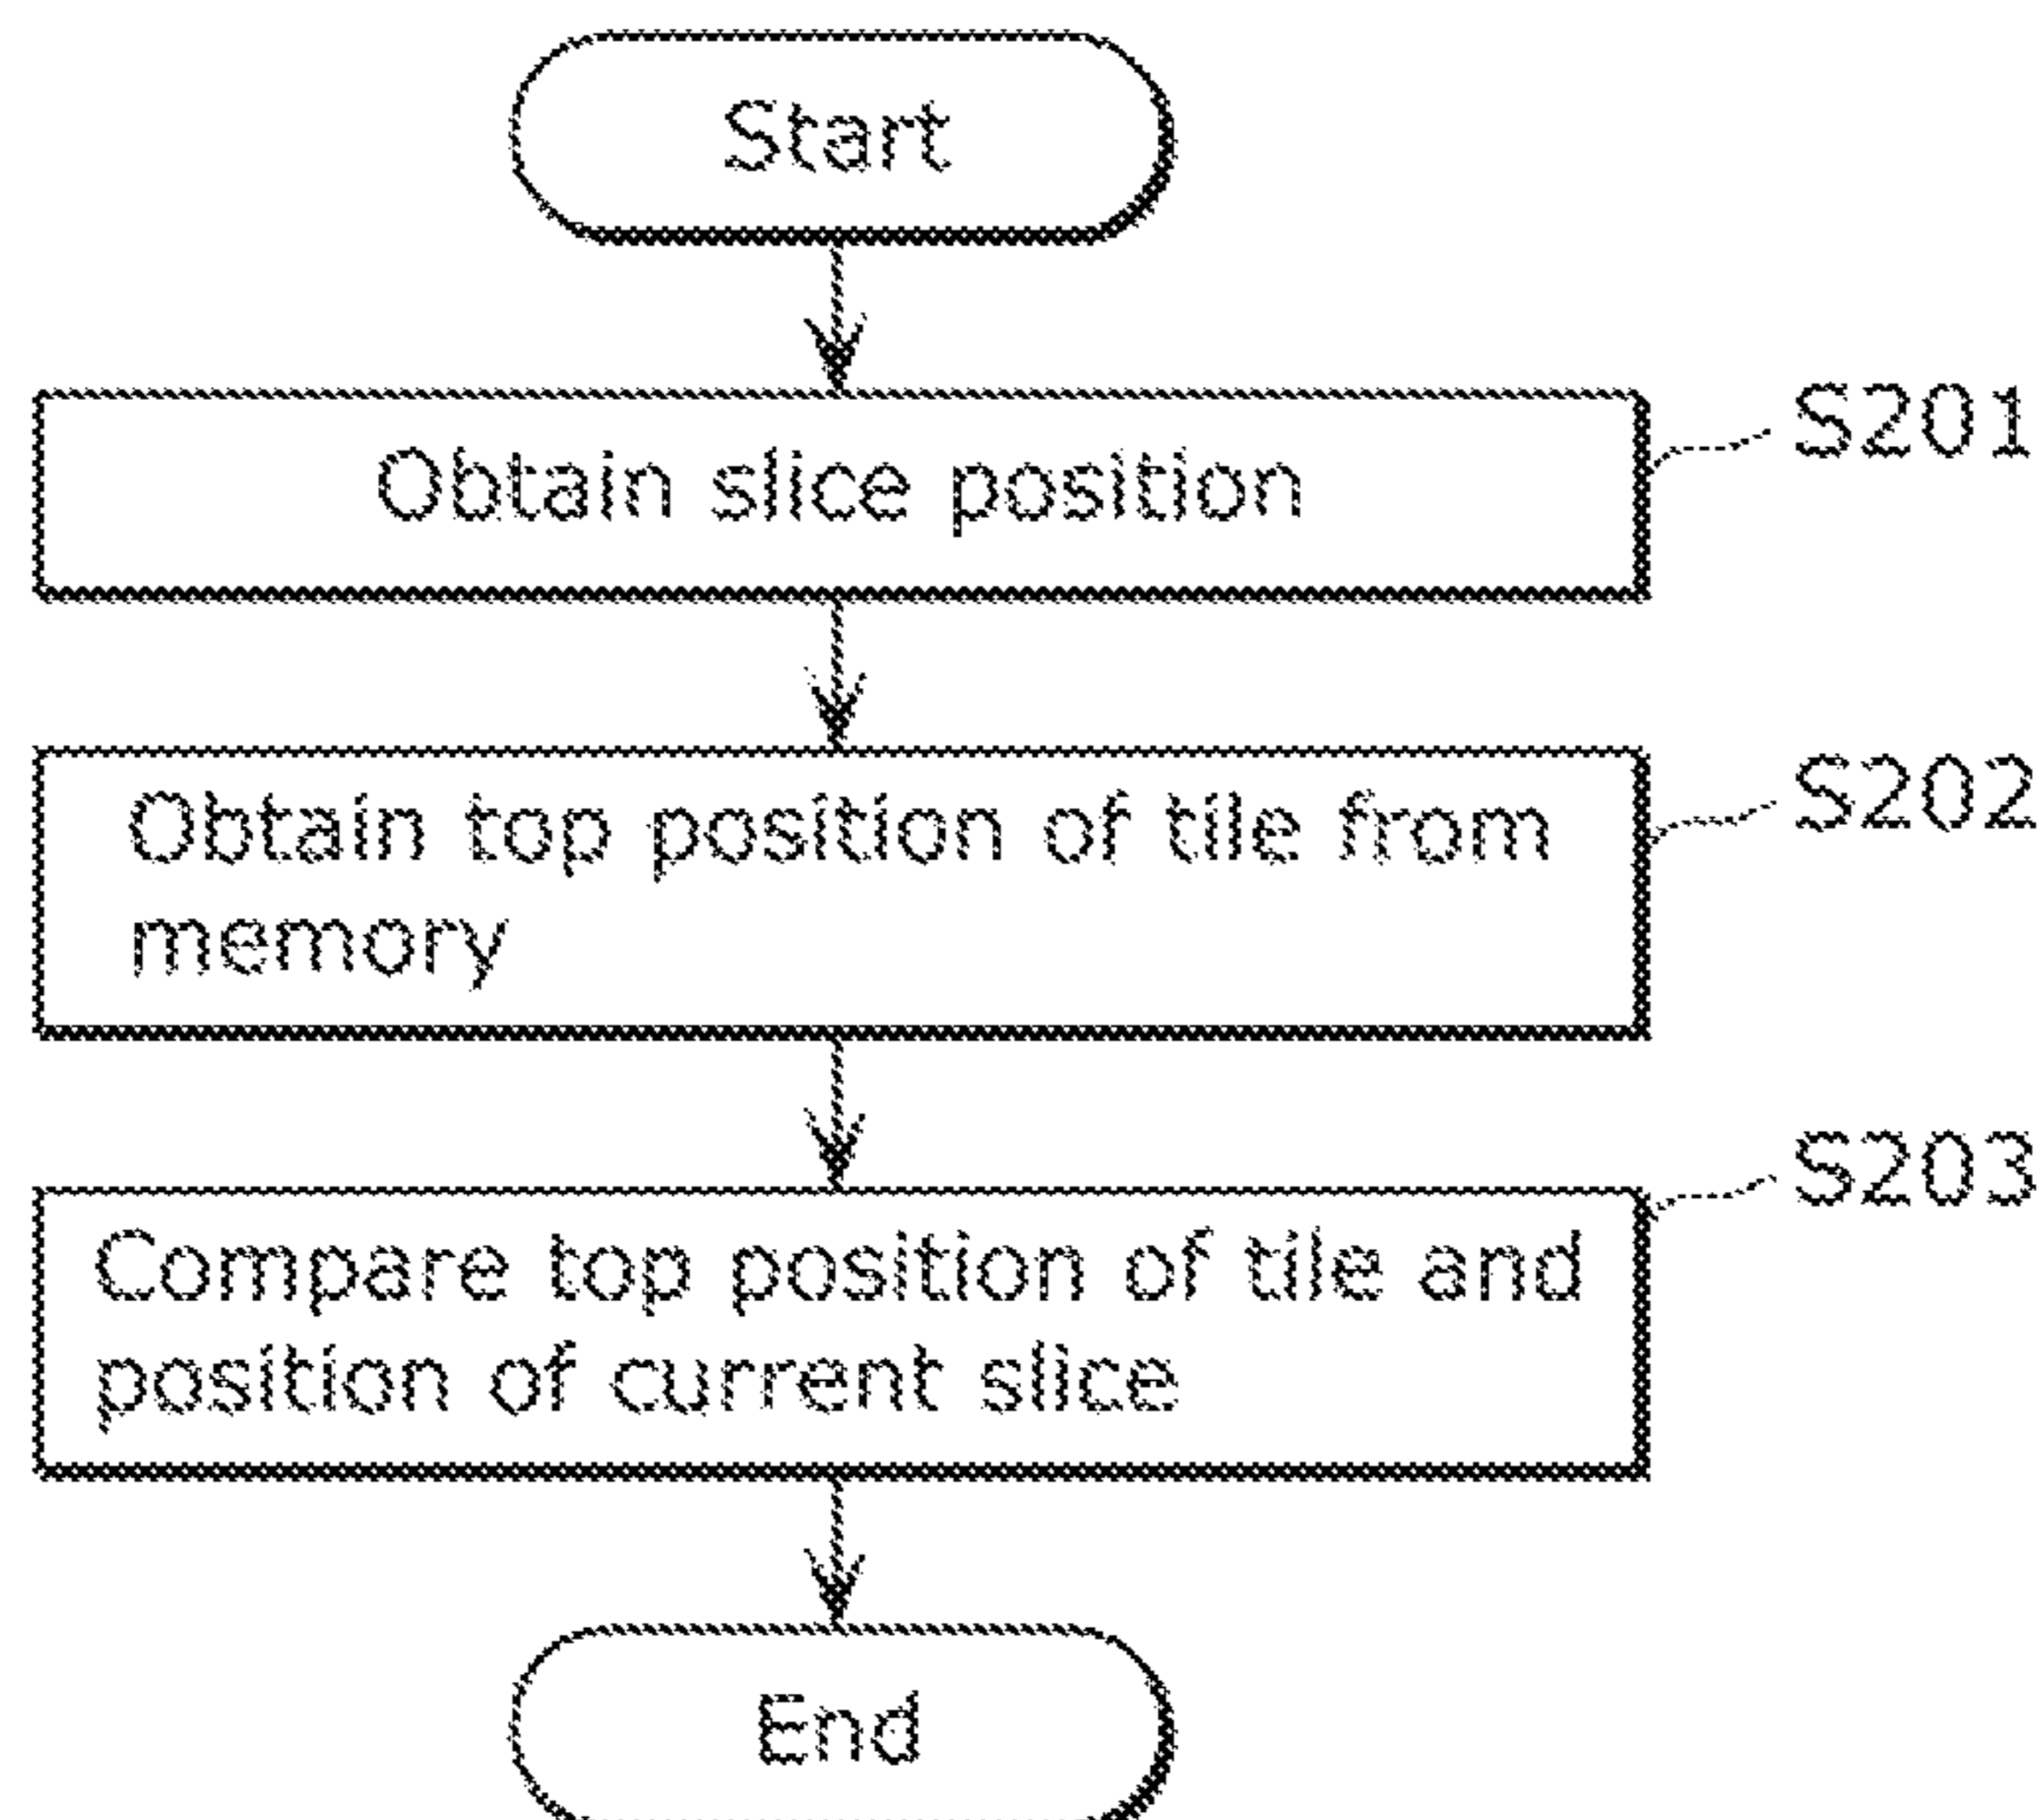 Start
Obtain slice position
S201
Obtain top position of tile from
memory
S202
Compare top position of tile and
position of current slice
S203
End